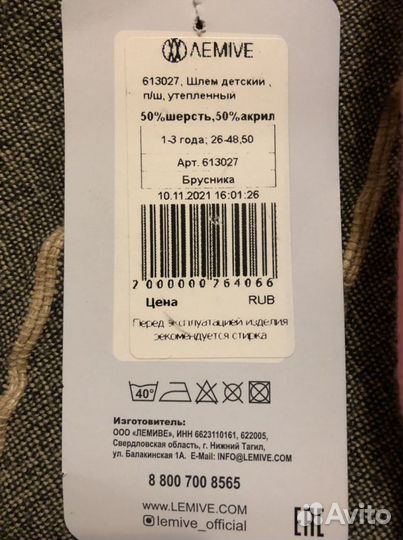 ΛEMIVE
613027, Шлем детский ,
п/ш, утепленный
50%шерсть,50%акрил
1-3 года; 26-48,50
Арт. 613027
Брусника
10.11.2021 16:01:26
2000000764066
Цена RUB
Перед эксплуатацией изделия
рекомендуется стирка
40°
Изготовитель:
ООО «ЛЕМИВЕ», ИНН 6623110161, 622005,
Свердловская область, г. Нижний Тагил,
ул. Балакинская 1А. E-Mail: INFO@LEMIVE.COM
8 800 700 8565
WWW.LEMIVE.COM
lemive_official
EAC
Avito